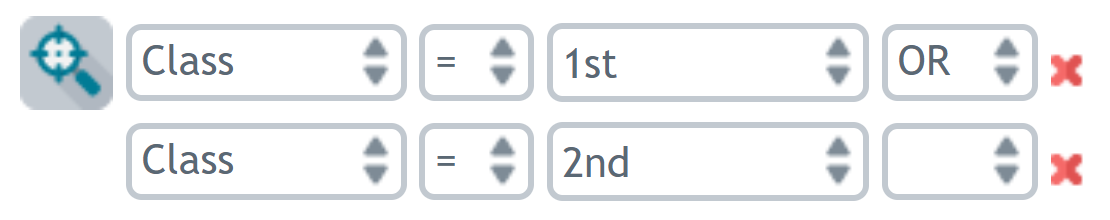 Class = 1st OR
Class = 2nd